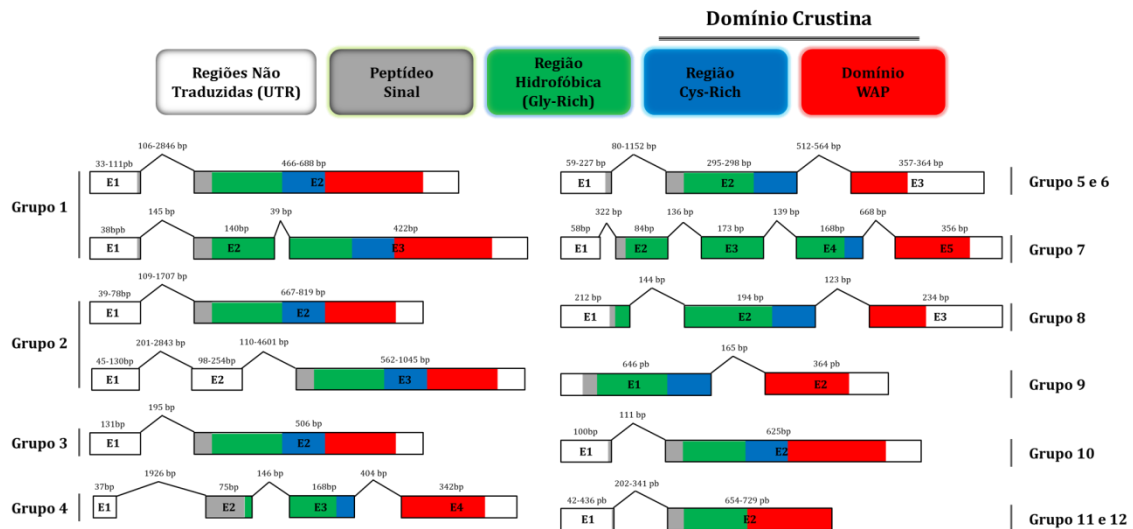 Domínio Crustina
Regiões Não
Traduzidas (UTR)
Peptídeo
Sinal
Região
Hidrofóbica
(Gly-Rich)
Região
Cys-Rich
Domínio
WAP
Grupo 1
33-111pb
106-2846 bp
466-688 bp
E1
E2
38bpb
145 bp
140bp
39 bp
422bp
E1
E2
E3
Grupo 2
39-78bp
109-1707 bp
667-819 bp
E1
E2
45-130bp
201-2843 bp
98-254bp
110-4601 bp
562-1045 bp
E1
E2
E3
Grupo 3
131bp
195 bp
506 bp
E1
E2
Grupo 4
37bp
1926 bp
75bp
146 bp
168bp
404 bp
342bp
E1
E2
E3
E4
59-227 bp
80-1152 bp
295-298 bp
512-564 bp
357-364 bp
E1
E2
E3
Grupo 5 e 6
58bp
322 bp
84bp
136 bp
173 bp
139 bp
168bp
668 bp
356 bp
E1
E2
E3
E4
E5
Grupo 7
212 bp
144 bp
194 bp
123 bp
234 bp
E1
E2
E3
Grupo 8
646 pb
165 bp
364 pb
E1
E2
Grupo 9
100bp
111 bp
625bp
E1
E2
Grupo 10
42-436 pb
202-341 pb
654-729 pb
E1
E2
Grupo 11 e 12